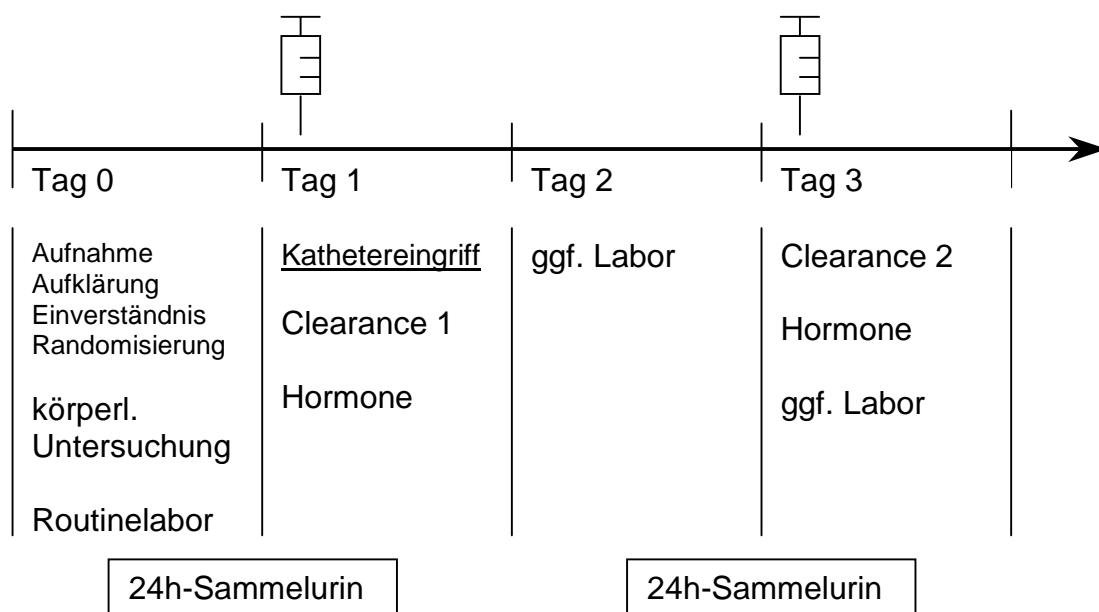 Tag 0
Tag 1
Tag 2
Tag 3
Aufnahme
Aufklärung
Einverständnis
Randomisierung
körperl.
Untersuchung
Routinelabor
Kathetereingriff
Clearance 1
Hormone
ggf. Labor
Clearance 2
Hormone
ggf. Labor
24h-Sammelurin
24h-Sammelurin